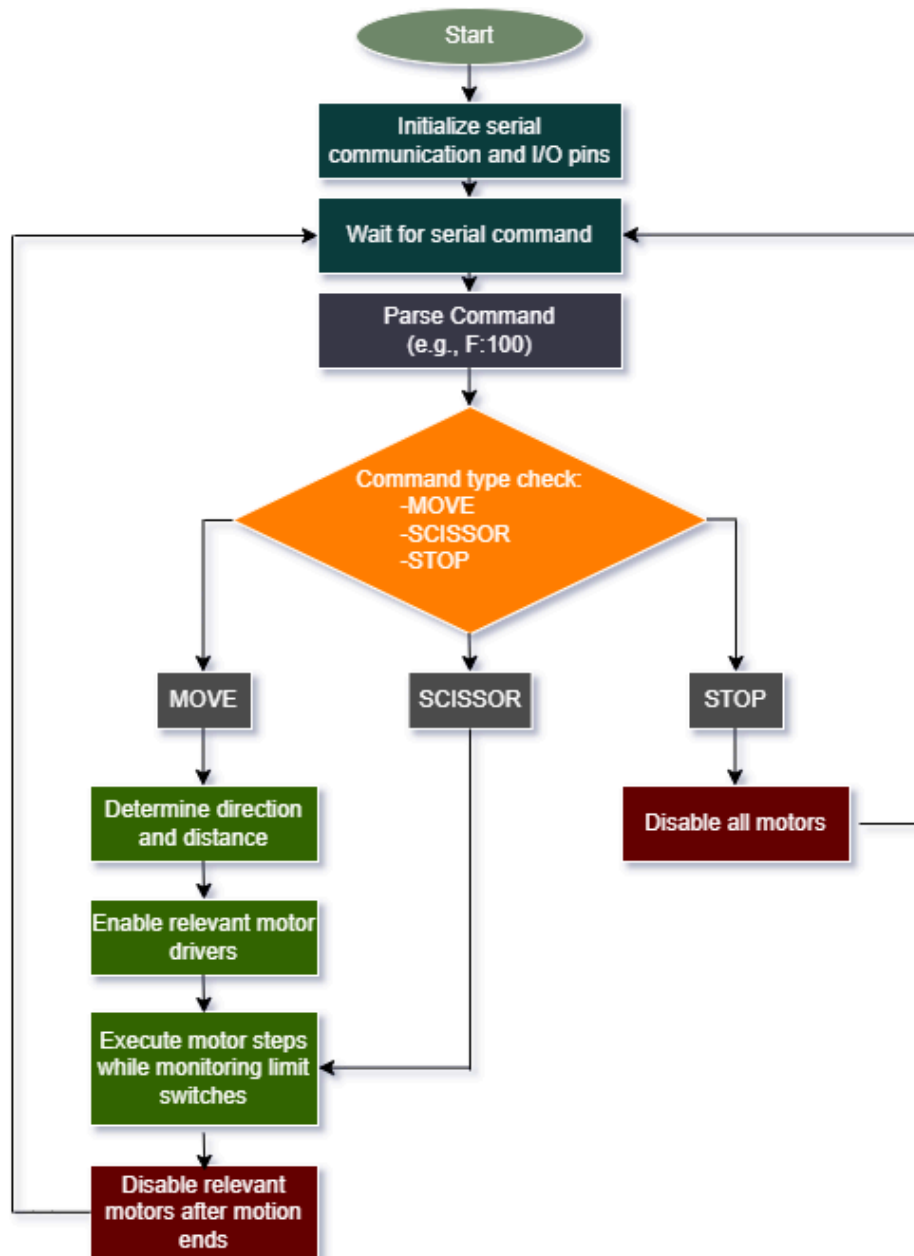 Start
Initialize serial
communication and I/O pins
Wait for serial command
Parse Command
(e.g., F:100)
Command type check:
-MOVE
-SCISSOR
-STOP
MOVE
SCISSOR
STOP
Determine direction
and distance
Disable all motors
Enable relevant motor
drivers
Execute motor steps
while monitoring limit
switches
Disable relevant
motors after motion
ends